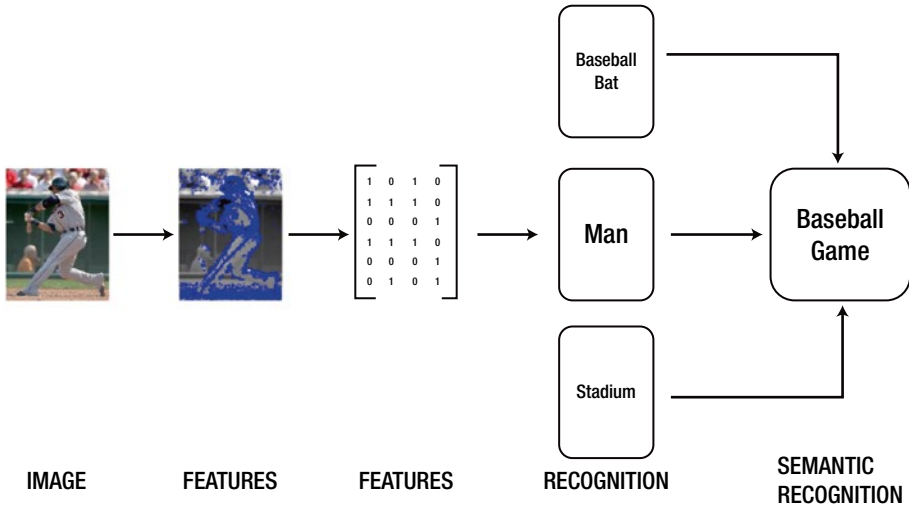 Baseball
Bat
1 0 1 0
1 1 1 0
0 0 0 1
1 1 1 0
0 0 0 1
0 1 0 1
Man
Baseball
Game
Stadium
IMAGE
FEATURES
FEATURES
RECOGNITION
SEMANTIC
RECOGNITION
3